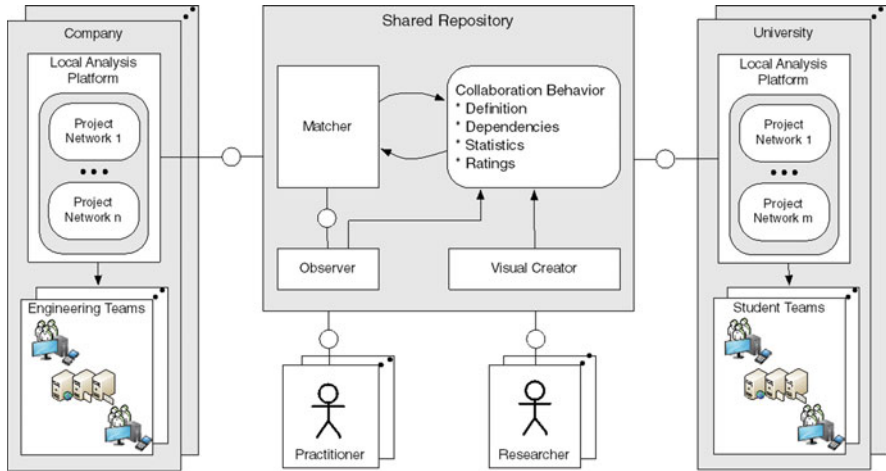 Company
Local Analysis
Platform
Project
Network 1
Project
Network n
Engineering Teams
Shared Repository
Matcher
Collaboration Behavior
* Definition
* Dependencies
* Statistics
* Ratings
Observer
Visual Creator
Practitioner
Researcher
University
Local Analysis
Platform
Project
Network 1
Project
Network m
Student Teams